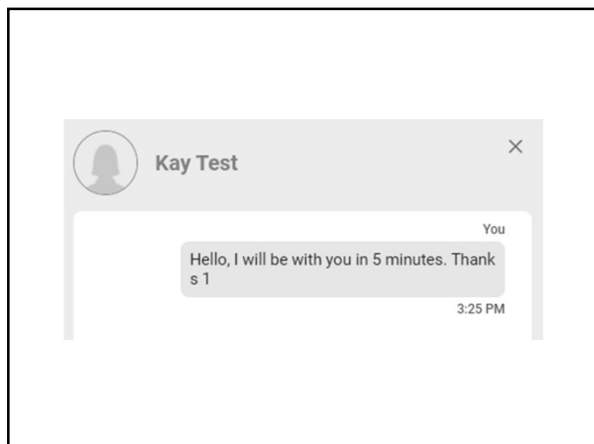 Kay Test
You
Hello, I will be with you in 5 minutes. Thank
s 1
3:25 PM